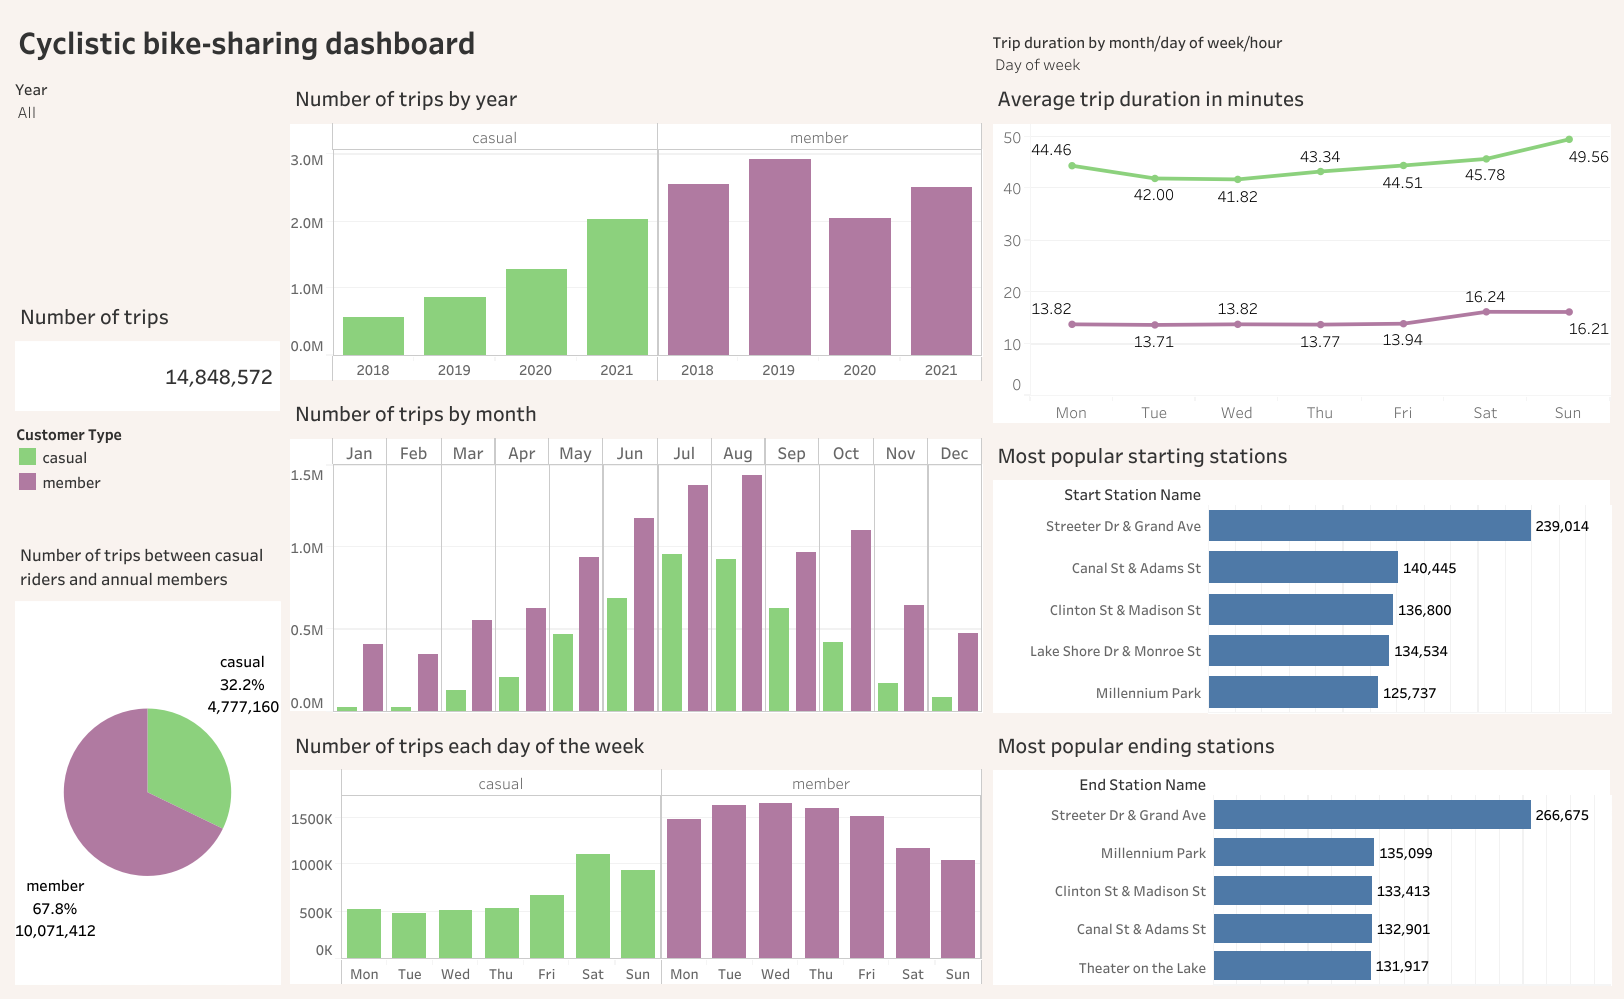 Cyclistic bike-sharing dashboard
Year
All
Number of trips
14,848,572
Customer Type
casual
member
Number of trips between casual
riders and annual members
casual
32.2%
4,777,160
member
67.8%
10,071,412
Number of trips by year
casual member
3.0M
2.0M
1.0M
0.0M
2018 2019 2020 2021 2018 2019 2020 2021
Number of trips by month
Jan Feb Mar Apr May Jun Jul Aug Sep Oct Nov Dec
1.5M
1.0M
0.5M
0.0M
Number of trips each day of the week
casual member
1500K
1000K
500K
0K
Mon Tue Wed Thu Fri Sat Sun Mon Tue Wed Thu Fri Sat Sun
Trip duration by month/day of week/hour
Day of week
Average trip duration in minutes
50
40
30
20
10
0
44.46 42.00 41.82 43.34 44.51 45.78 49.56
13.82 13.71 13.82 13.77 13.94 16.24 16.21
Mon Tue Wed Thu Fri Sat Sun
Most popular starting stations
Start Station Name
Streeter Dr & Grand Ave 239,014
Canal St & Adams St 140,445
Clinton St & Madison St 136,800
Lake Shore Dr & Monroe St 134,534
Millennium Park 125,737
Most popular ending stations
End Station Name
Streeter Dr & Grand Ave 266,675
Millennium Park 135,099
Clinton St & Madison St 133,413
Canal St & Adams St 132,901
Theater on the Lake 131,917